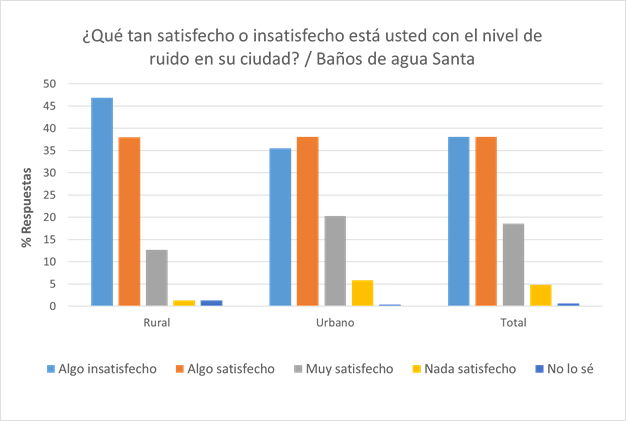 ¿Qué tan satisfecho o insatisfecho está usted con el nivel de
ruido en su ciudad? / Baños de agua Santa
% Respuestas
50
45
40
35
30
25
20
15
10
5
0
Rural Urbano Total
Algo insatisfecho Algo satisfecho Muy satisfecho Nada satisfecho No lo sé